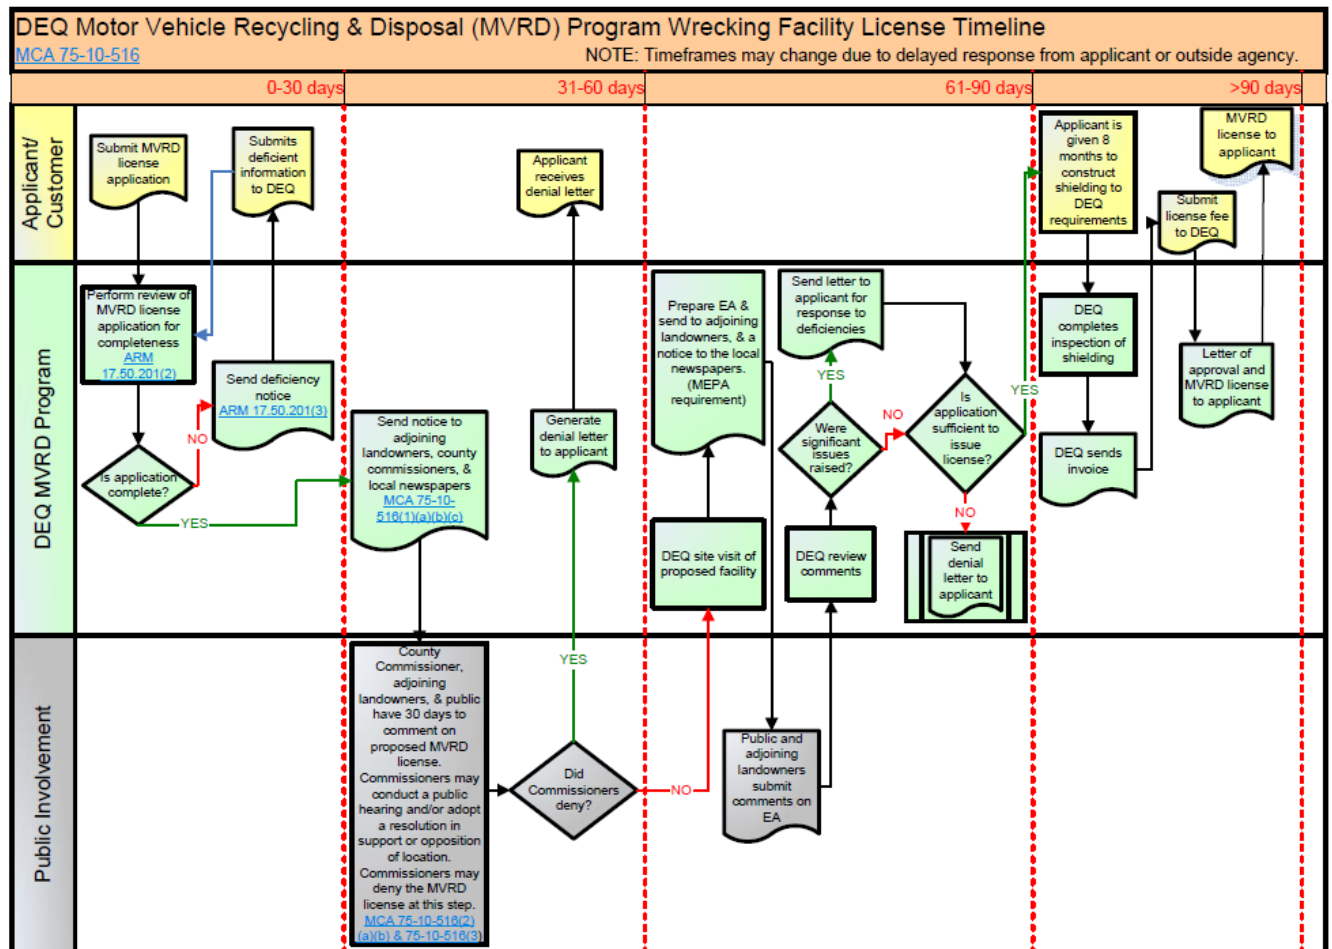 DEQ Motor Vehicle Recycling & Disposal (MVRD) Program Wrecking Facility License Timeline
MCA 75-10-516
NOTE: Timeframes may change due to delayed response from applicant or outside agency.
0-30 days
31-60 days
61-90 days
>90 days
Applicant/
Customer
Submit MVRD
license
application
Submits
deficient
information
to DEQ
Applicant
receives
denial letter
Applicant is
given 8
months to
construct
shielding to
DEQ
requirements
Submit
license fee
to DEQ
MVRD
license to
applicant
DEQ MVRD Program
Perform review of
MVRD license
application for
completeness
ARM
17.50.201(2)
Send deficiency
notice
ARM 17.50.201(3)
NO
Is application
complete?
YES
Send notice to
adjoining
landowners, county
commissioners, &
local newspapers
MCA 75-10-
516(1)(a)(b)(c)
Generate
denial letter
to applicant
YES
Prepare EA &
send to adjoining
landowners, & a
notice to the local
newspapers.
(MEPA
requirement)
DEQ site visit of
proposed facility
Send letter to
applicant for
response to
deficiencies
YES
Were
significant
issues
raised?
NO
DEQ review
comments
Is
application
sufficient to
issue
license?
YES
NO
Send
denial
letter to
applicant
DEQ
completes
inspection of
shielding
DEQ sends
invoice
Letter of
approval and
MVRD license
to applicant
Public Involvement
County
Commissioner,
adjoining
landowners, & public
have 30 days to
comment on
proposed MVRD
license.
Commissioners may
conduct a public
hearing and/or adopt
a resolution in
support or opposition
of location.
Commissioners may
deny the MVRD
license at this step.
MCA 75-10-516(2)
(a)(b) & 75-10-516(3)
Did
Commissioners
deny?
NO
Public and
adjoining
landowners
submit
comments on
EA